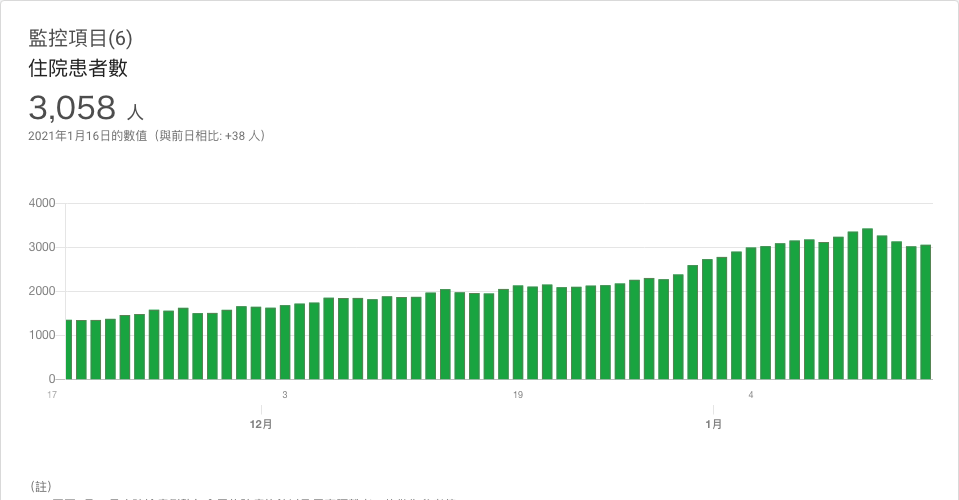 監控項目(6)
住院患者數
3,058 人
2021年1月16日的數值（與前日相比: +38 人）
4000
3000
2000
1000
0
17 3 19 4
12月 1月
（註）